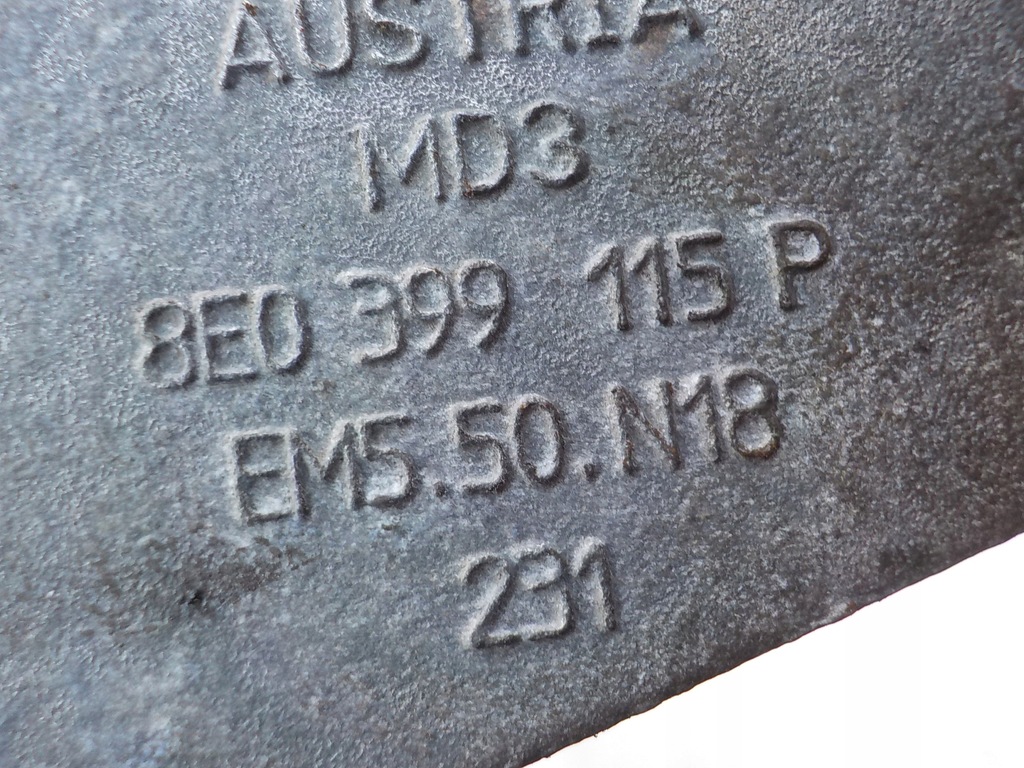 AUSTRIA
MD3
8E0 399 115 P
EM5.50.N18
231